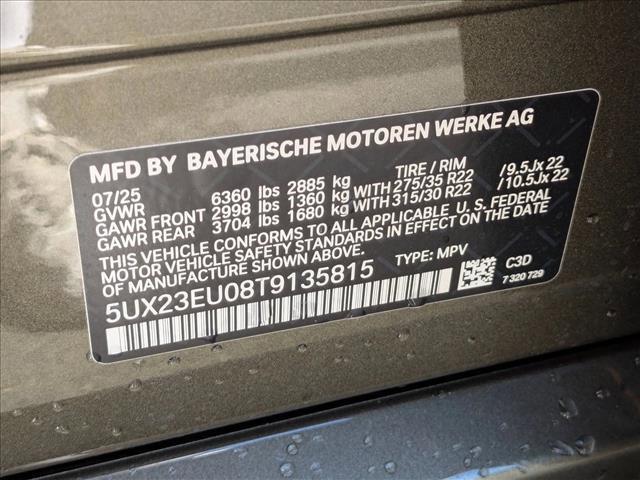 MFD BY BAYERISCHE MOTOREN WERKE AG
07/25 TIRE / RIM
GVWR 6360 lbs 2885 kg
GAWR FRONT 2998 lbs 1360 kg WITH 275/35 R22 /9.5Jx22
GAWR REAR 3704 lbs 1680 kg WITH 315/30 R22 /10.5Jx22
THIS VEHICLE CONFORMS TO ALL APPLICABLE U.S. FEDERAL
MOTOR VEHICLE SAFETY STANDARDS IN EFFECT ON THE DATE
OF MANUFACTURE SHOWN ABOVE.
5UX23EU08T9135815 TYPE: MPV
C3D
7 320 729